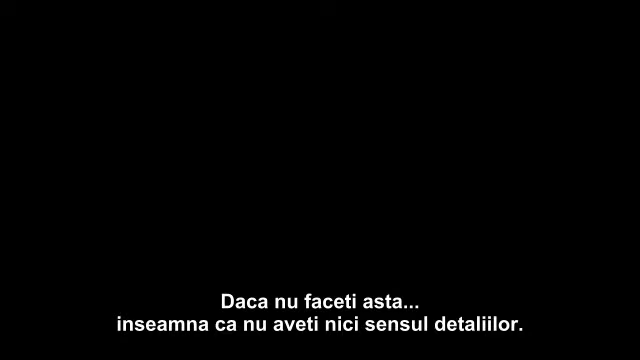 Daca nu faceti asta...
inseamna ca nu aveti nici sensul detaliilor.